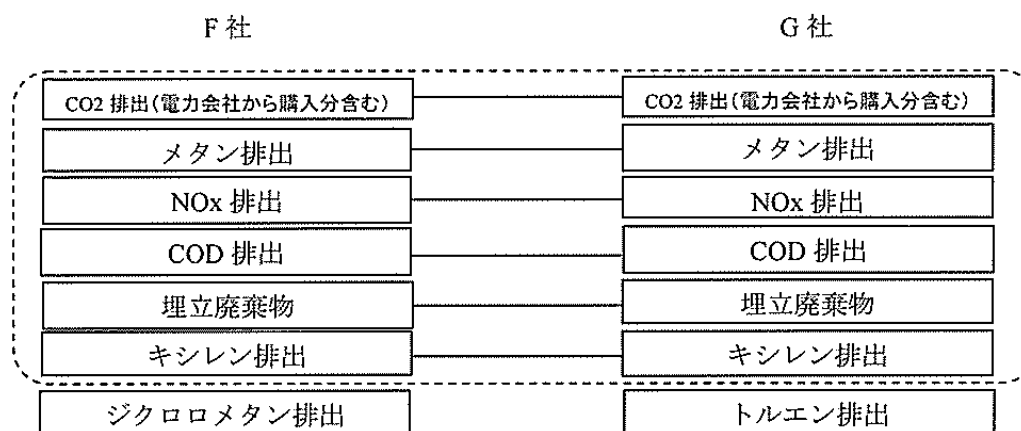 F 社
G 社
CO2 排出(電力会社から購入分含む)
CO2 排出(電力会社から購入分含む)
メタン排出
メタン排出
NOx 排出
NOx 排出
COD 排出
COD 排出
埋立廃棄物
埋立廃棄物
キシレン排出
キシレン排出
ジクロロメタン排出
トルエン排出